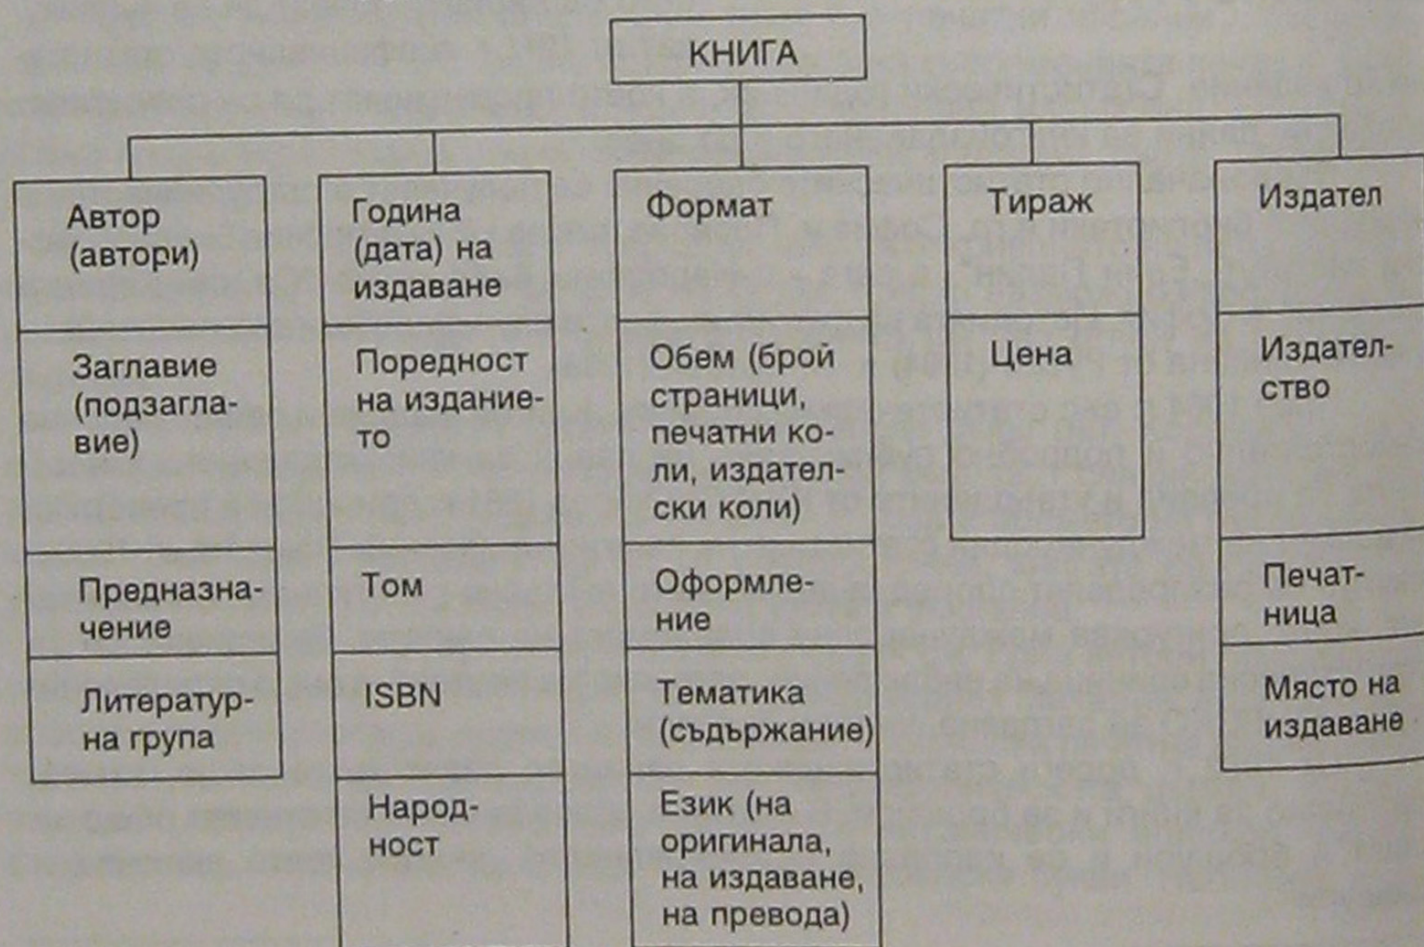 КНИГА
Автор
(автори)
Заглавие
(подзагла-
вие)
Предназна-
чение
Литератур-
на група
Година
(дата) на
издаване
Поредност
на издание-
то
Том
ISBN
Народ-
ност
Формат
Обем (брой
страници,
печатни ко-
ли, издател-
ски коли)
Оформле-
ние
Тематика
(съдържание)
Език (на
оригинала,
на издаване,
на превода)
Тираж
Цена
Издател
Издател-
ство
Печат-
ница
Място на
издаване